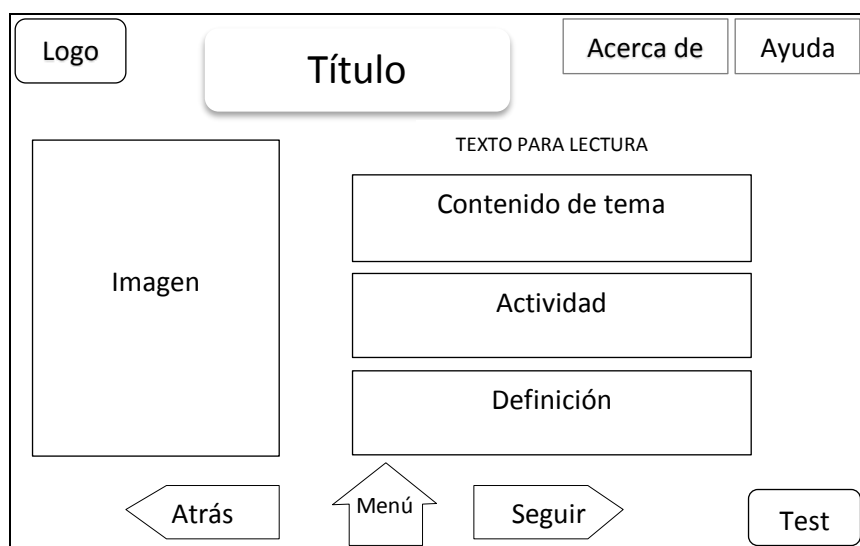 Logo
Título
Acerca de
Ayuda
TEXTO PARA LECTURA
Contenido de tema
Imagen
Actividad
Definición
Atrás
Menú
Seguir
Test